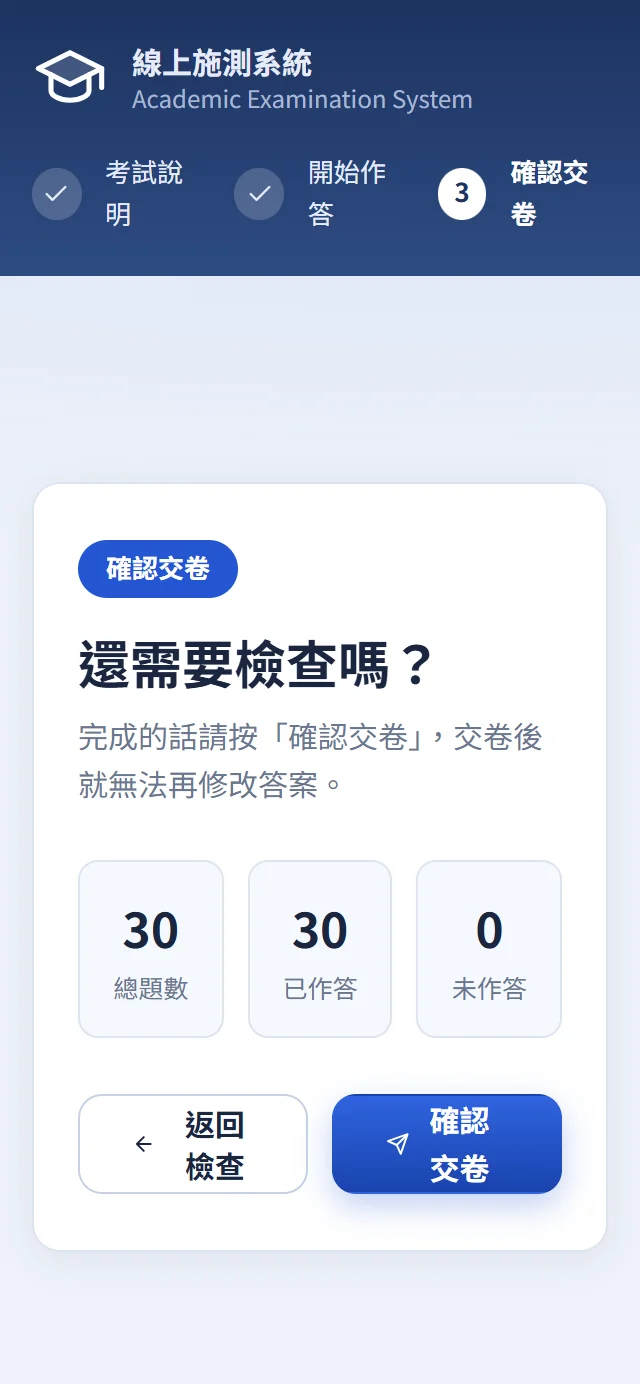 線上施測系統
Academic Examination System
考試說
明
開始作
答
3
確認交
卷
確認交卷
還需要檢查嗎？
完成的話請按「確認交卷」，交卷後
就無法再修改答案。
30
總題數
30
已作答
0
未作答
返回
檢查
確認
交卷